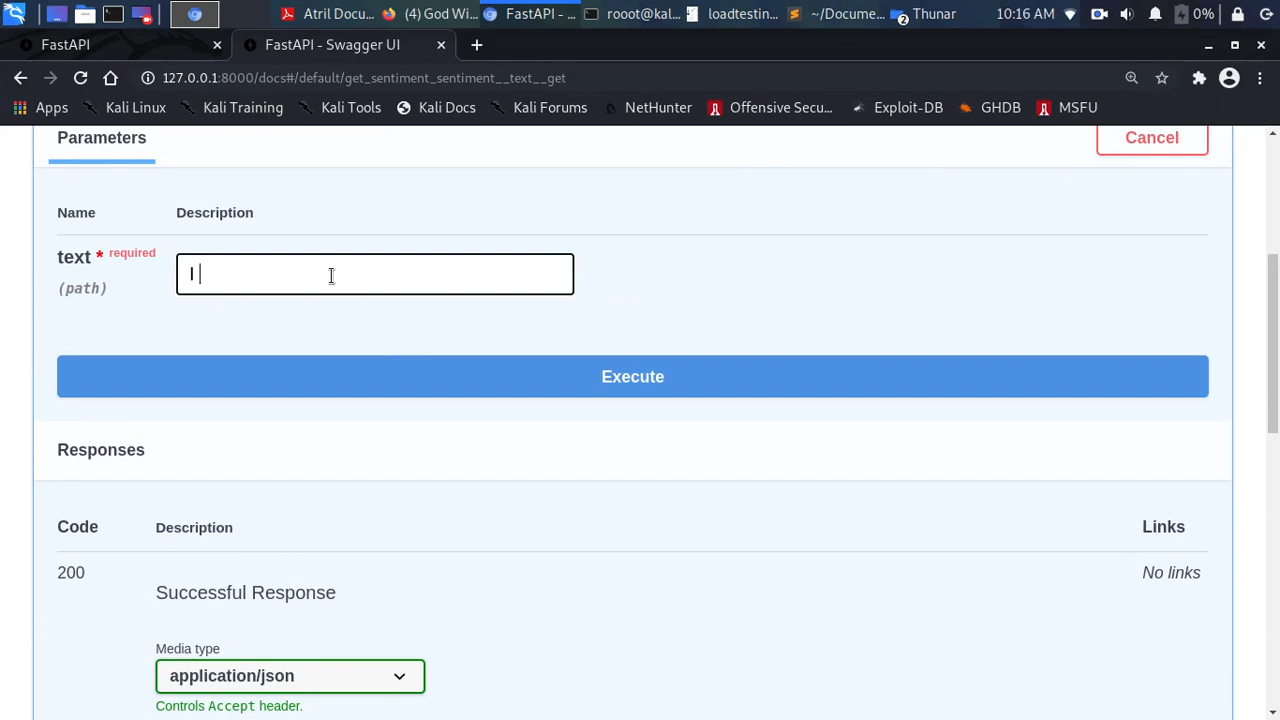 Atril Docu...
(4) God Wi...
FastAPI - ...
rooot@kal...
loadtestin...
~/Docume...
2
Thunar
10:16 AM
0%
FastAPI
FastAPI - Swagger UI
127.0.0.1:8000/docs#/default/get_sentiment_sentiment__text__get
Apps
Kali Linux
Kali Training
Kali Tools
Kali Docs
Kali Forums
NetHunter
Offensive Secu...
Exploit-DB
GHDB
MSFU
Parameters
Cancel
Name
Description
text * required
(path)
I
Execute
Responses
Code
Description
Links
200
Successful Response
No links
Media type
application/json
Controls Accept header.